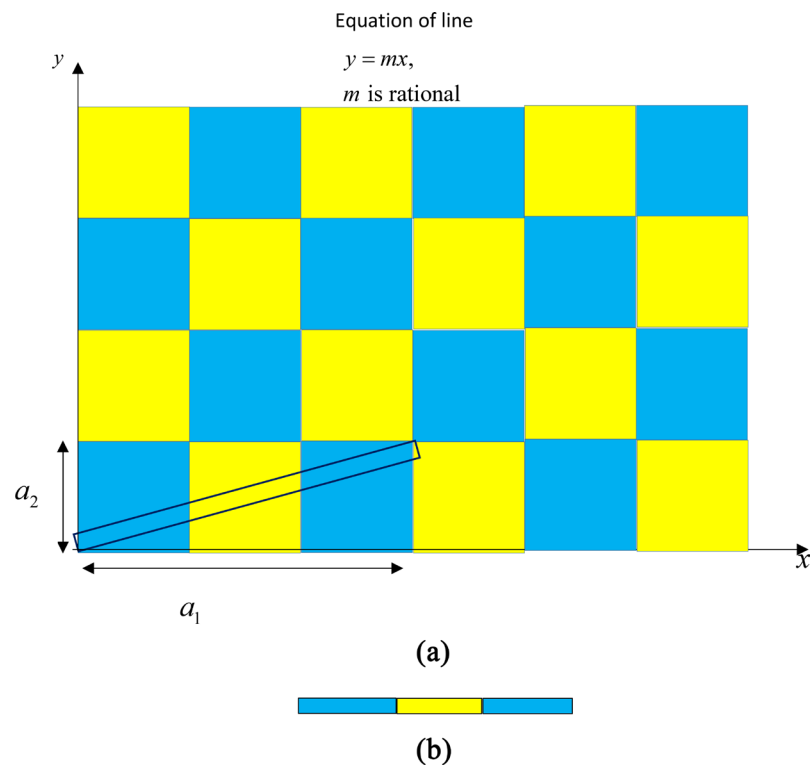 Equation of line
y = mx,
m is rational
y
a₂
x
a₁
(a)
(b)